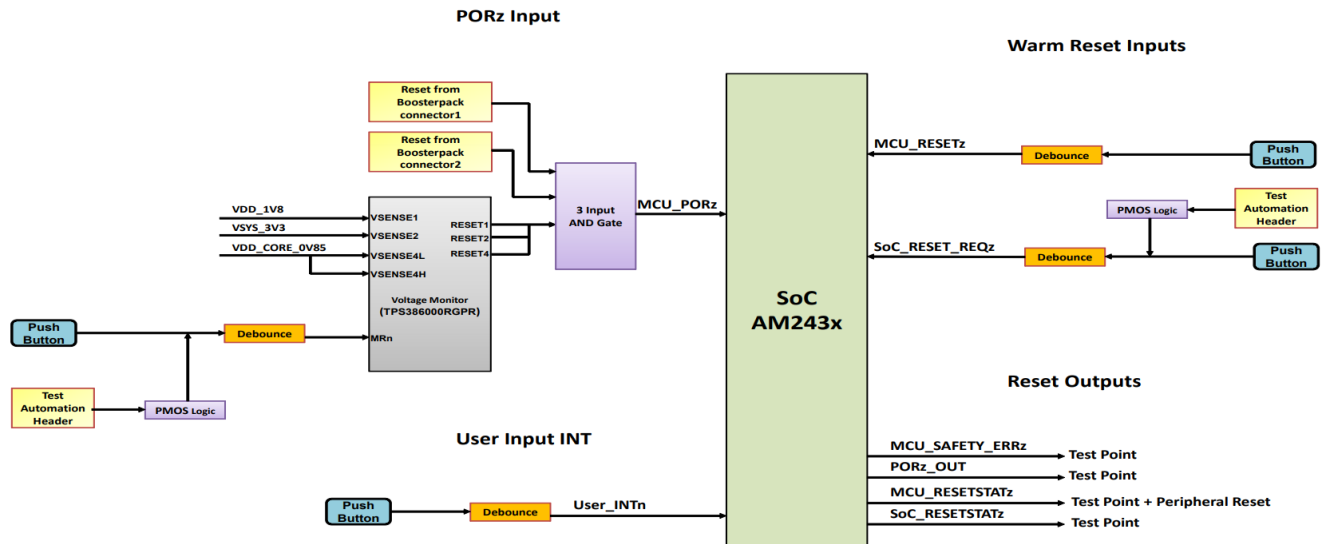 PORz Input
Warm Reset Inputs
Reset from
Boosterpack
connector1
Reset from
Boosterpack
connector2
3 Input
AND Gate
MCU_PORz
VDD_1V8
VSYS_3V3
VDD_CORE_0V85
VSENSE1
VSENSE2
VSENSE4L
VSENSE4H
RESET1
RESET2
RESET4
Voltage Monitor
(TPS386000RGPR)
MRn
Push
Button
Debounce
Test
Automation
Header
PMOS Logic
SoC
AM243x
MCU_RESETz
Debounce
Push
Button
PMOS Logic
Test
Automation
Header
SoC_RESET_REQz
Debounce
Push
Button
User Input INT
Push
Button
Debounce
User_INTn
Reset Outputs
MCU_SAFETY_ERRz
Test Point
PORz_OUT
Test Point
MCU_RESETSTATz
Test Point + Peripheral Reset
SoC_RESETSTATz
Test Point